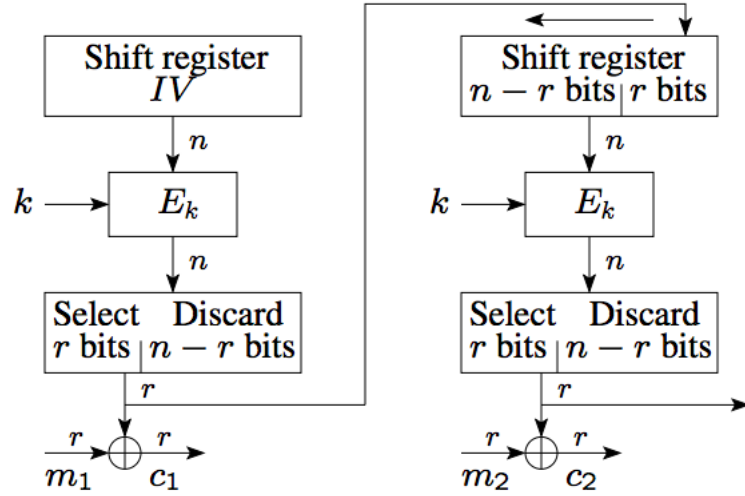 Shift register
IV
n
k
E_k
n
Select Discard
r bits n − r bits
r
r r
m_1 c_1
Shift register
n − r bits r bits
n
k
E_k
n
Select Discard
r bits n − r bits
r
r r
m_2 c_2